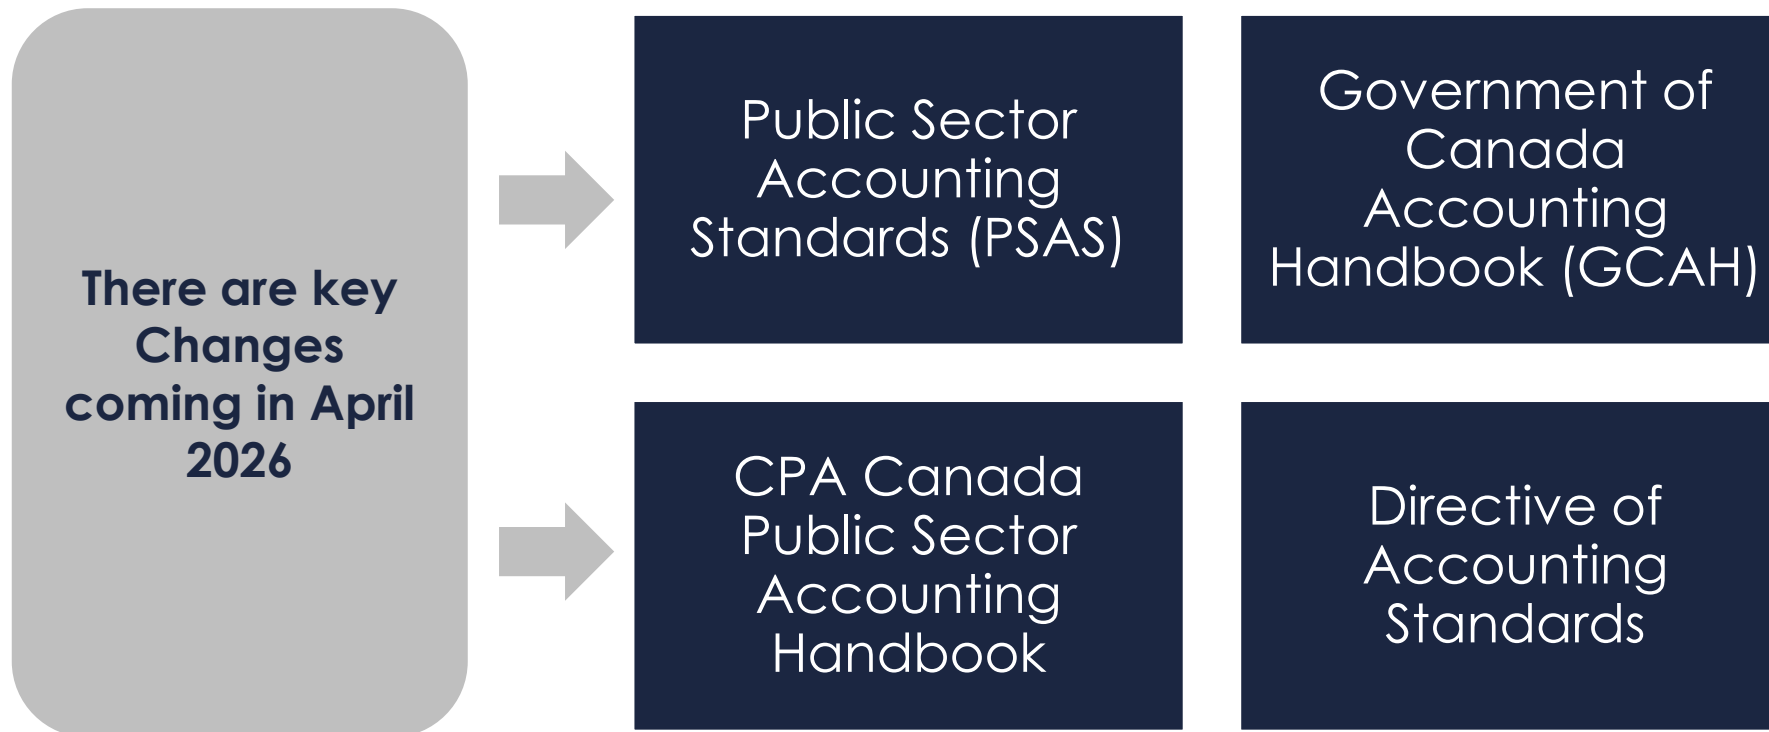 There are key
Changes
coming in April
2026
Public Sector
Accounting
Standards (PSAS)
Government of
Canada
Accounting
Handbook (GCAH)
CPA Canada
Public Sector
Accounting
Handbook
Directive of
Accounting
Standards